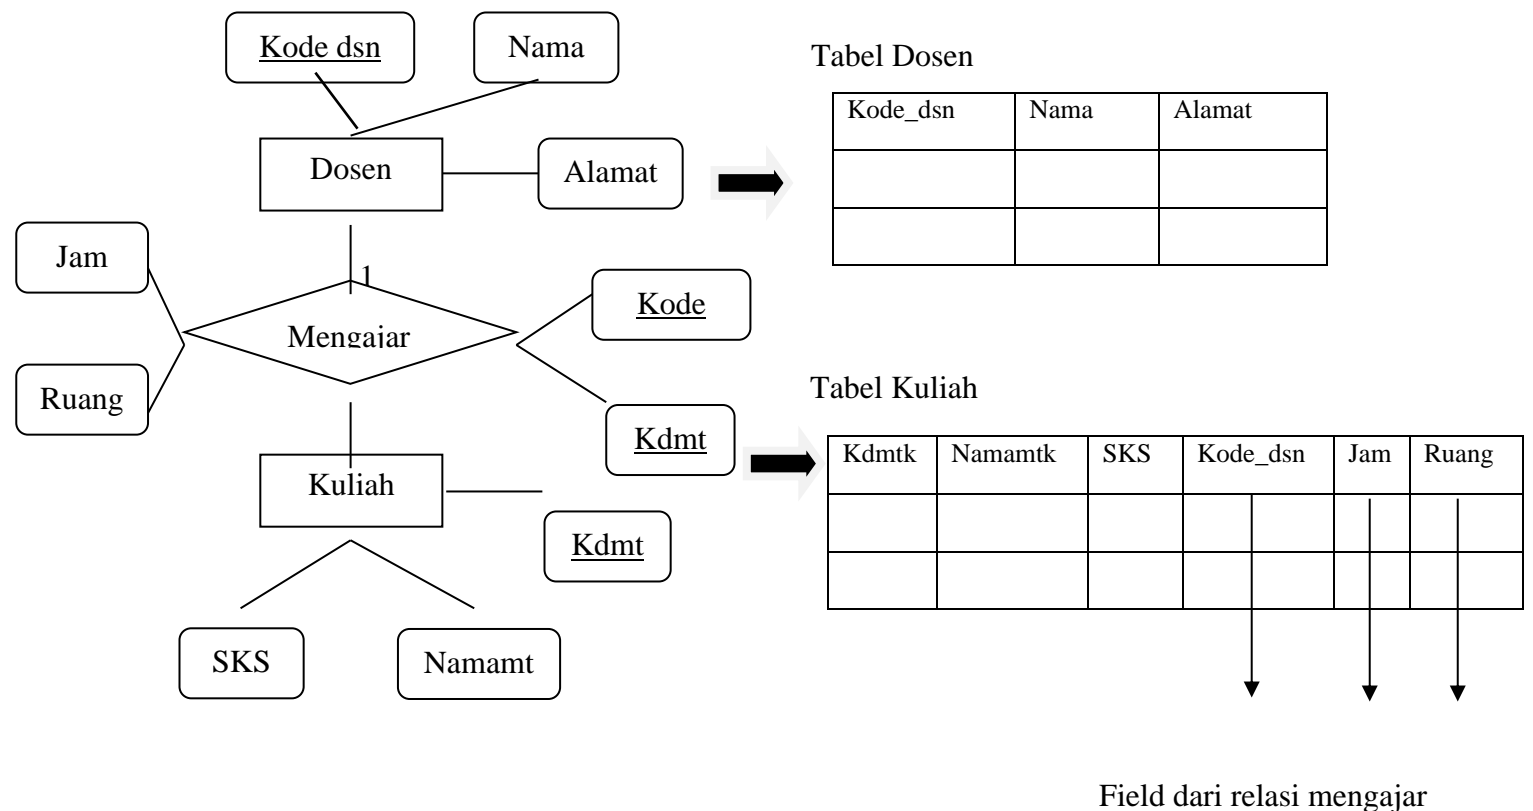 Kode dsn
Nama
Dosen
Alamat
1
Jam
Ruang
Mengajar
Kode
Kdmt
Kuliah
Kdmt
SKS
Namamt
Tabel Dosen
Kode_dsn Nama Alamat
Tabel Kuliah
Kdmtk Namamtk SKS Kode_dsn Jam Ruang
Field dari relasi mengajar